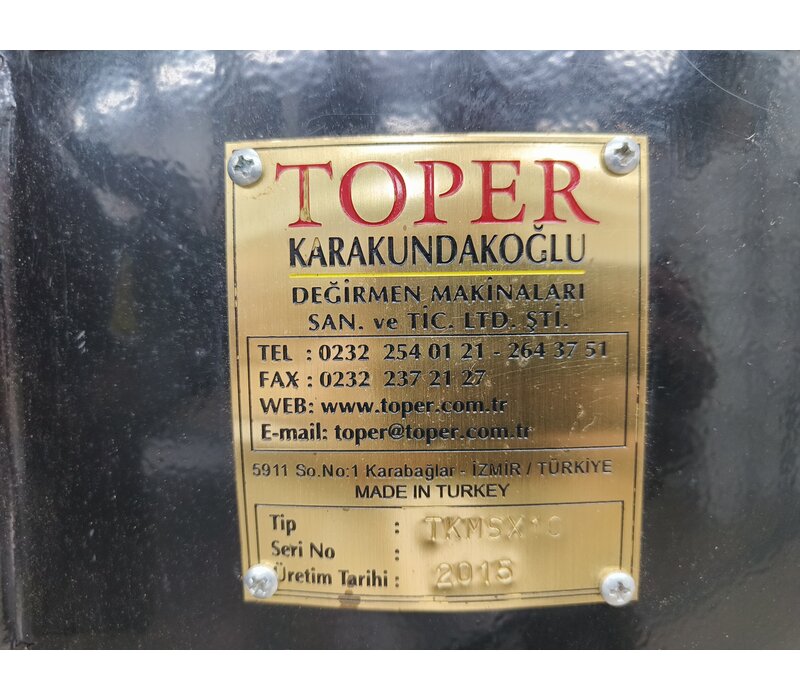 TOPER
KARAKUNDAKOĞLU
DEĞİRMEN MAKİNALARI
SAN. ve TİC. LTD. ŞTİ.
TEL : 0232 254 01 21 - 264 37 51
FAX : 0232 237 21 27
WEB: www.toper.com.tr
E-mail: toper@toper.com.tr
5911 So.No:1 Karabağlar - İZMİR / TÜRKİYE
MADE IN TURKEY
Tip : TKMSX10
Seri No :
Üretim Tarihi : 2015